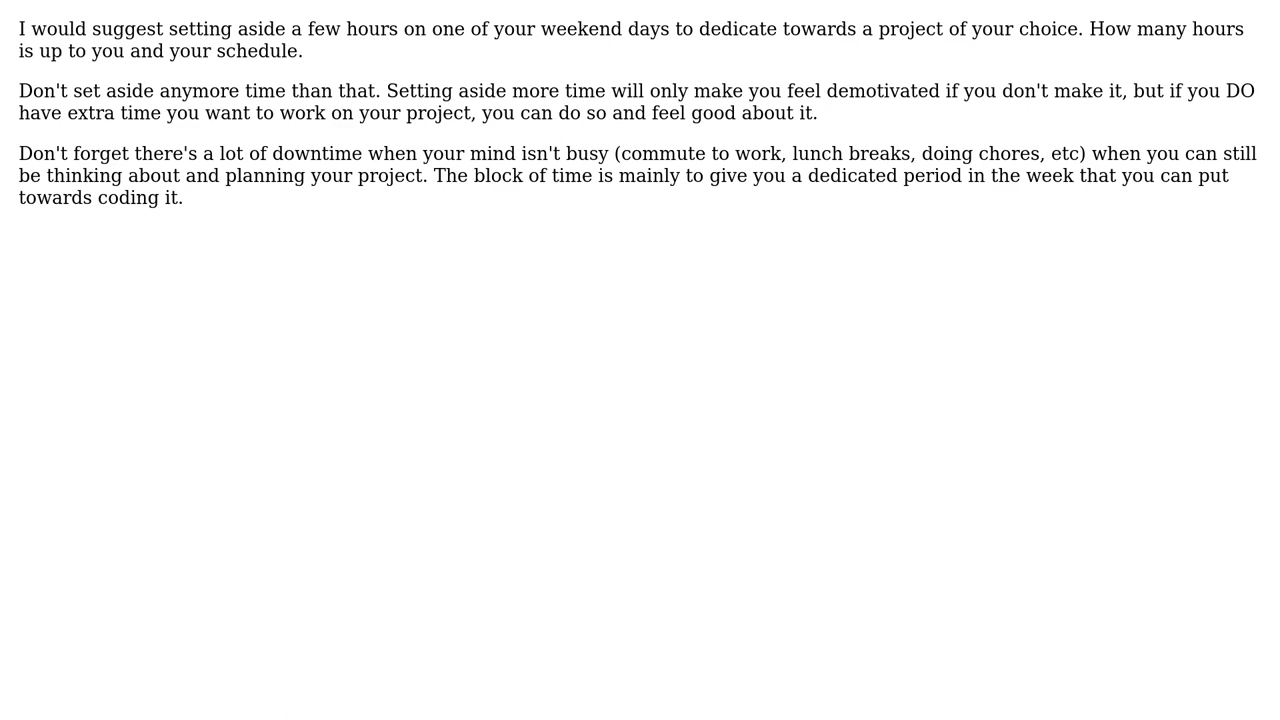 I would suggest setting aside a few hours on one of your weekend days to dedicate towards a project of your choice. How many hours
is up to you and your schedule.
Don't set aside anymore time than that. Setting aside more time will only make you feel demotivated if you don't make it, but if you DO
have extra time you want to work on your project, you can do so and feel good about it.
Don't forget there's a lot of downtime when your mind isn't busy (commute to work, lunch breaks, doing chores, etc) when you can still
be thinking about and planning your project. The block of time is mainly to give you a dedicated period in the week that you can put
towards coding it.